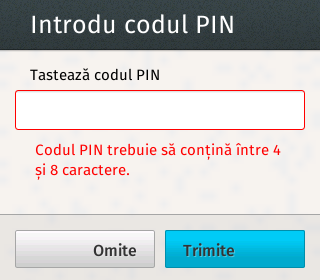 Introdu codul PIN
Tastează codul PIN
Codul PIN trebuie să conțină între 4
și 8 caractere.
Omite
Trimite